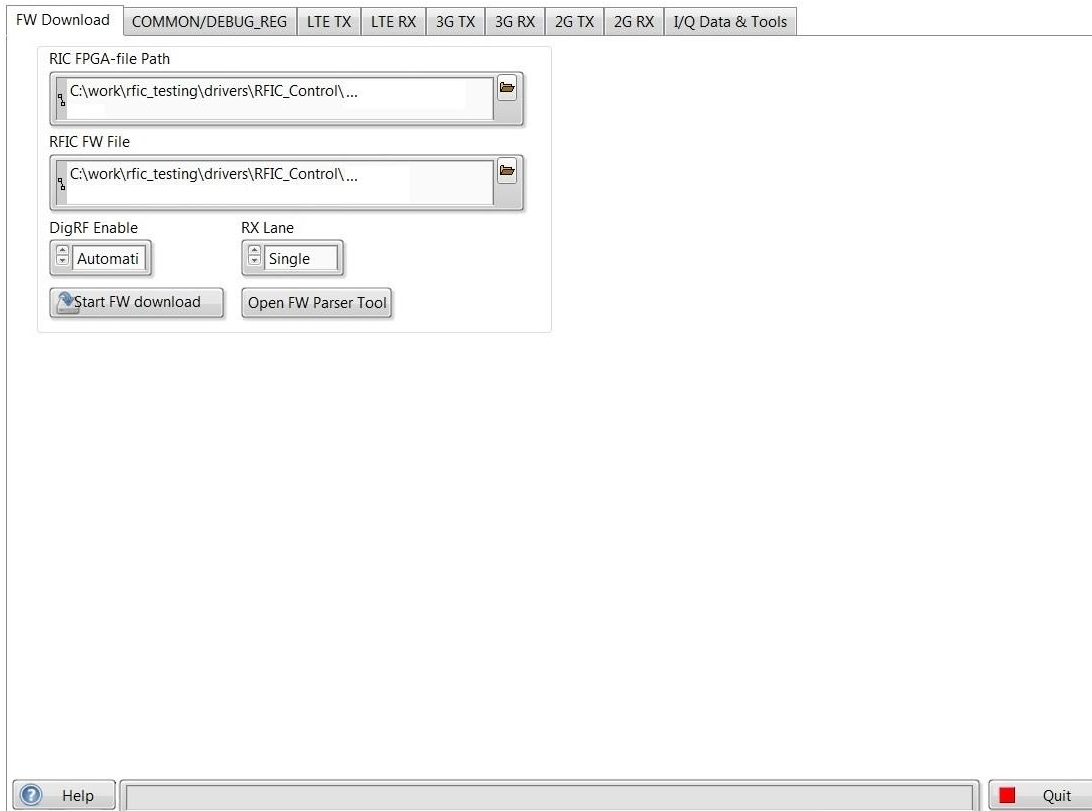 FW Download COMMON/DEBUG_REG LTE TX LTE RX 3G TX 3G RX 2G TX 2G RX I/Q Data & Tools
RIC FPGA-file Path
C:\work\rfic_testing\drivers\RFIC_Control\...
RFIC FW File
C:\work\rfic_testing\drivers\RFIC_Control\...
DigRF Enable RX Lane
Automati Single
Start FW download Open FW Parser Tool
Help Quit